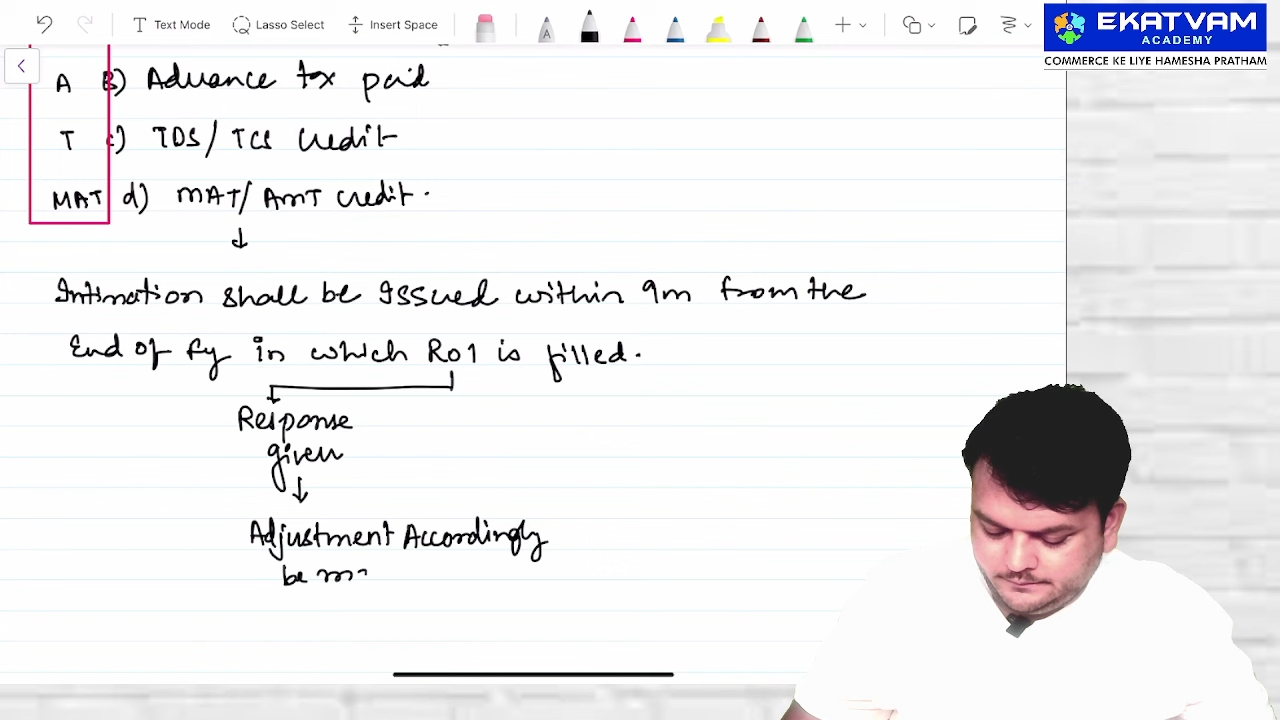 Text Mode
Lasso Select
Insert Space
A
EKATVAM
ACADEMY
COMMERCE KE LIYE HAMESHA PRATHAM
A B) Advance tax paid
T c) TDS/TCS credit
MAT d) MAT/AMT credit.
Intimation shall be Issued within 9m from the
End of fy in which RoI is filled.
Response
given
Adjustment Accordingly
be